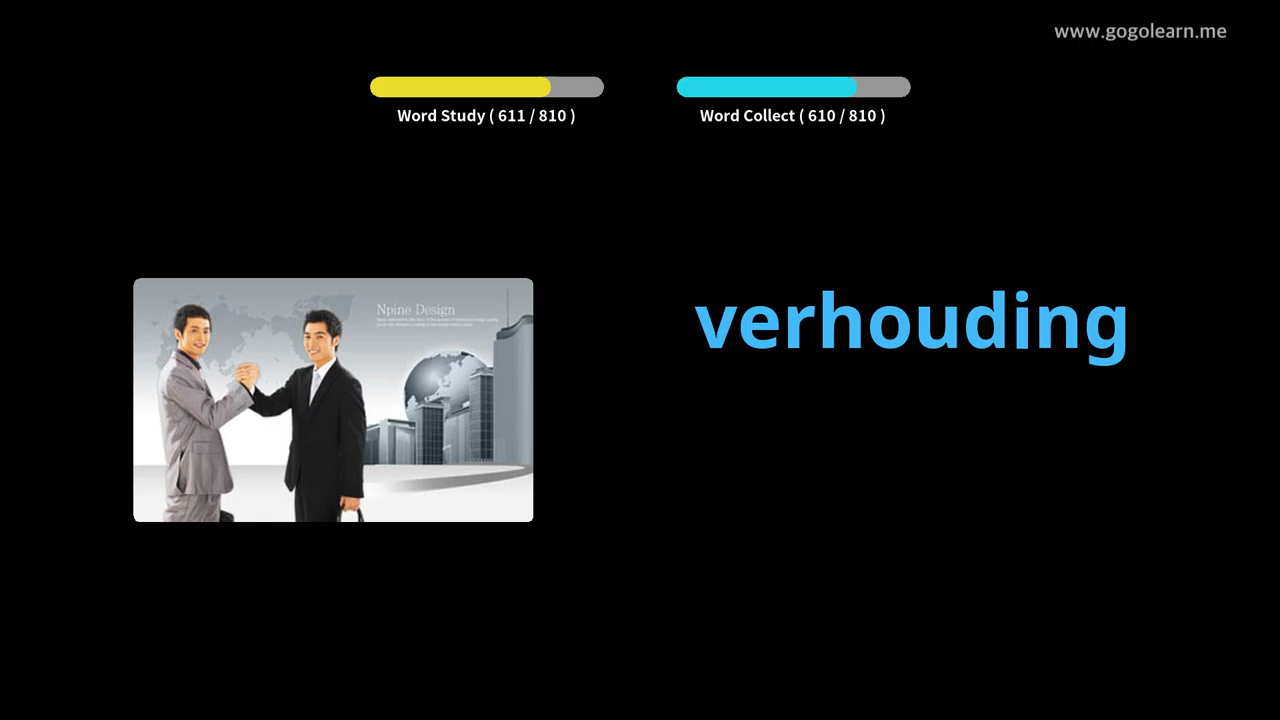 www.gogolearn.me
Word Study ( 611 / 810 )
Word Collect ( 610 / 810 )
Npine Design
verhouding